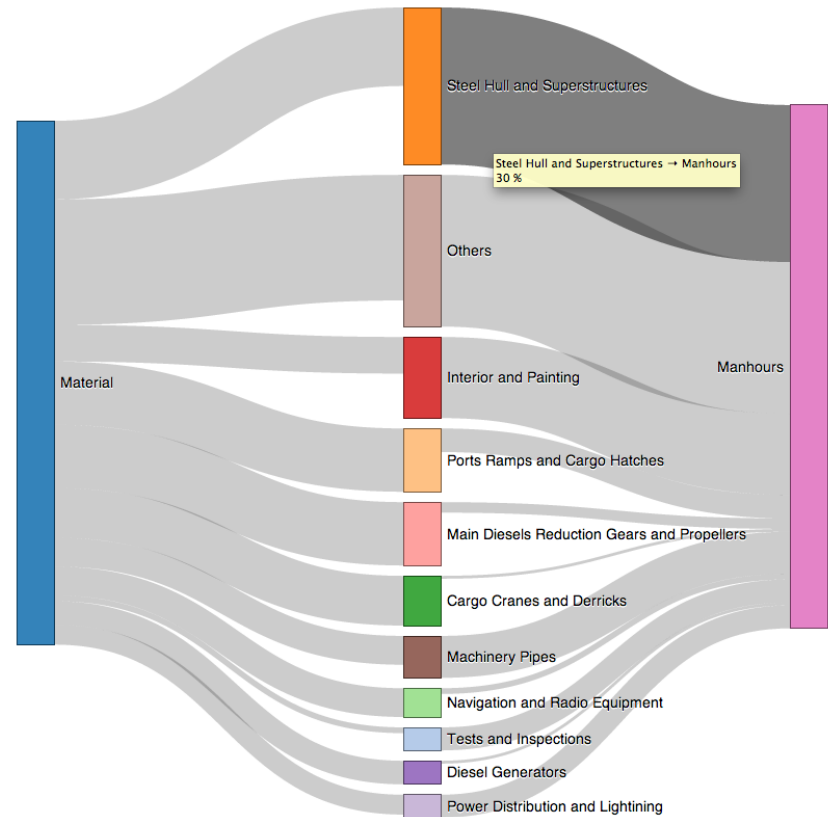 Steel Hull and Superstructures
Steel Hull and Superstructures → Manhours
30 %
Others
Manhours
Interior and Painting
Material
Ports Ramps and Cargo Hatches
Main Diesels Reduction Gears and Propellers
Cargo Cranes and Derricks
Machinery Pipes
Navigation and Radio Equipment
Tests and Inspections
Diesel Generators
Power Distribution and Lightining